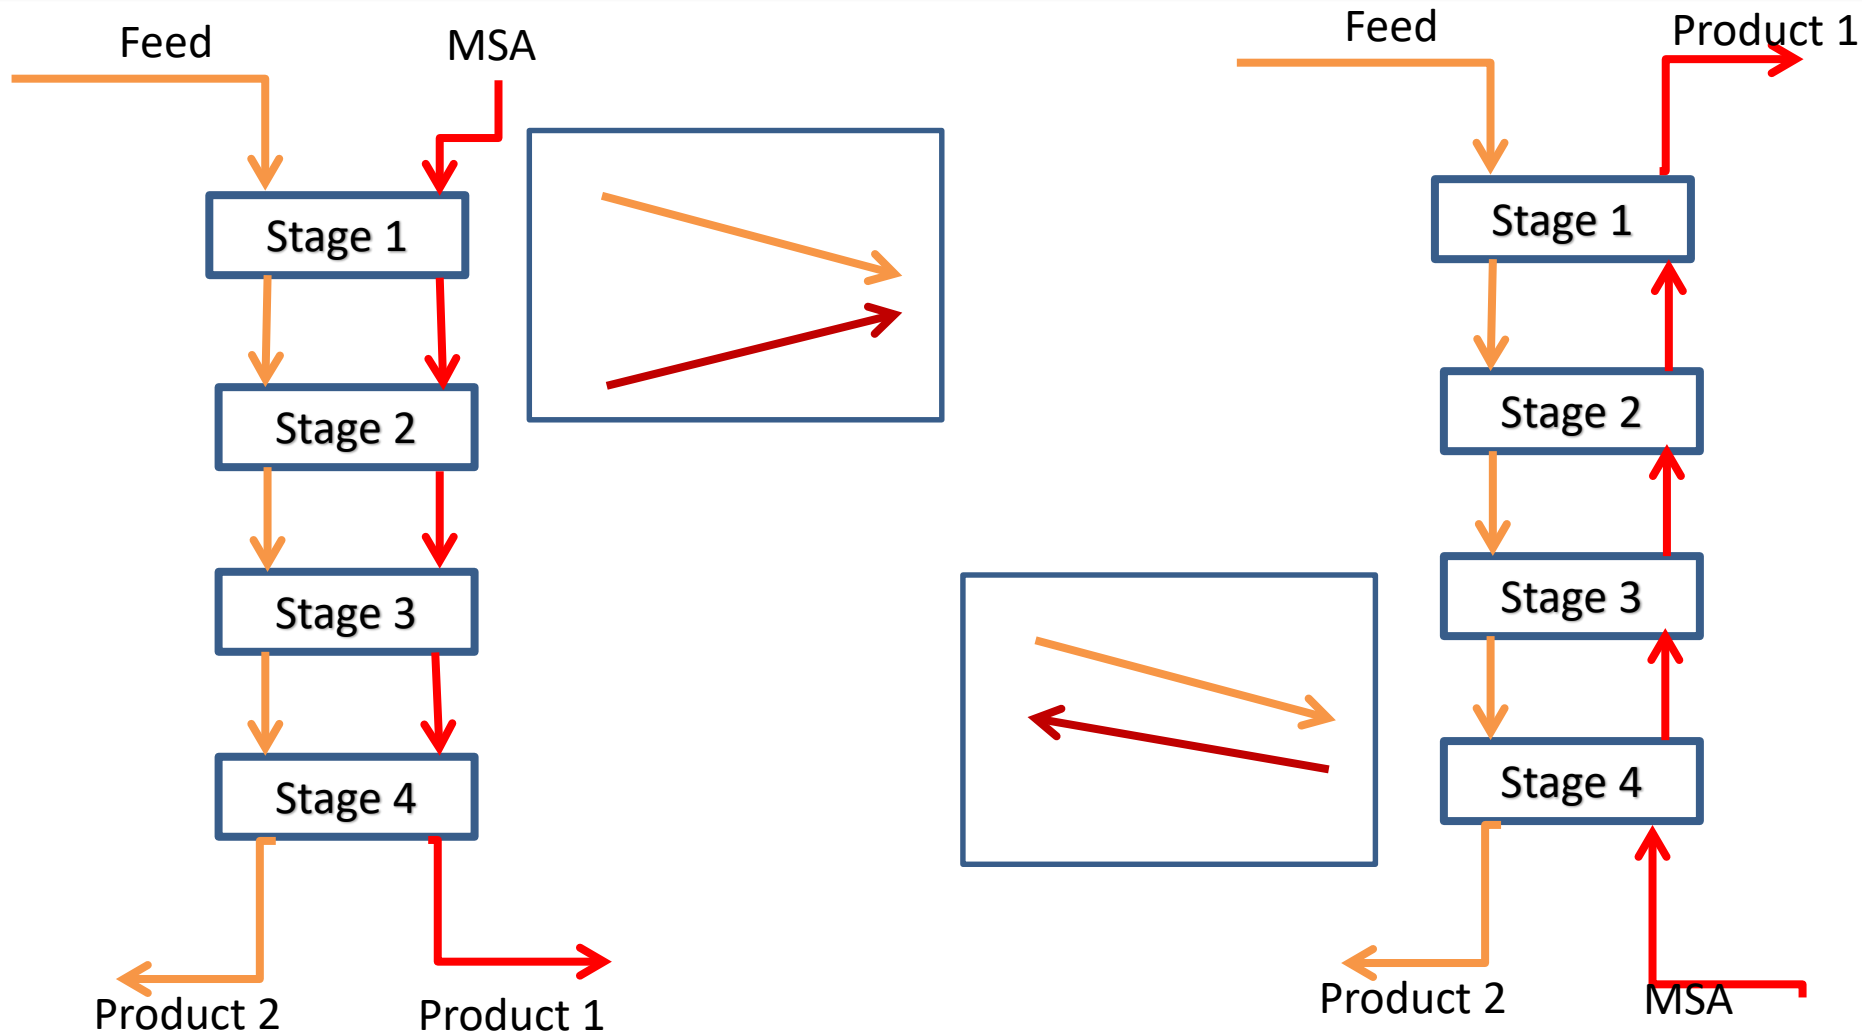 Feed
MSA
Stage 1
Stage 2
Stage 3
Stage 4
Product 2
Product 1
Feed
Product 1
Stage 1
Stage 2
Stage 3
Stage 4
Product 2
MSA